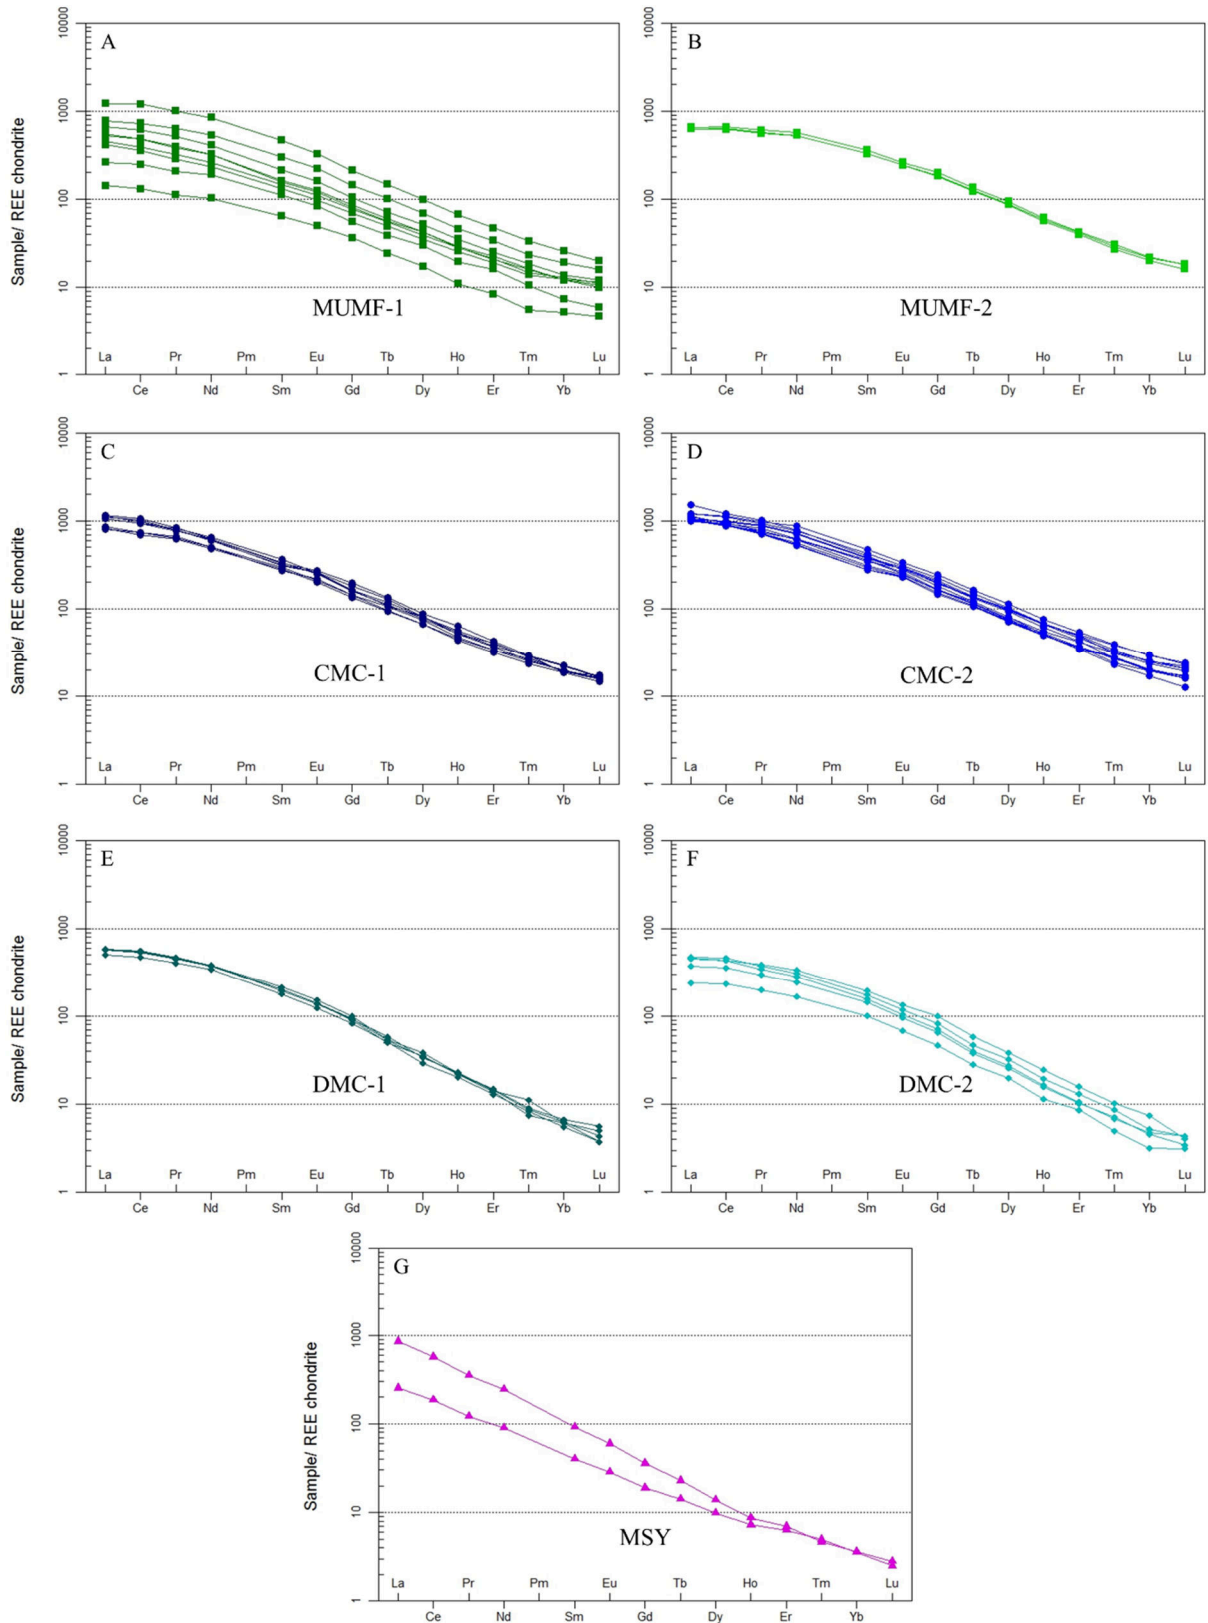 A
B
Sample/ REE chondrite
10000
1000
100
10
1
MUMF-1
MUMF-2
La Pr Pm Eu Tb Ho Tm Lu
Ce Nd Sm Gd Dy Er Yb
10000
1000
100
10
1
La Pr Pm Eu Tb Ho Tm Lu
Ce Nd Sm Gd Dy Er Yb
C
D
Sample/ REE chondrite
10000
1000
100
10
1
CMC-1
CMC-2
La Pr Pm Eu Tb Ho Tm Lu
Ce Nd Sm Gd Dy Er Yb
10000
1000
100
10
1
La Pr Pm Eu Tb Ho Tm Lu
Ce Nd Sm Gd Dy Er Yb
E
F
Sample/ REE chondrite
10000
1000
100
10
1
DMC-1
DMC-2
La Pr Pm Eu Tb Ho Tm Lu
Ce Nd Sm Gd Dy Er Yb
10000
1000
100
10
1
La Pr Pm Eu Tb Ho Tm Lu
Ce Nd Sm Gd Dy Er Yb
G
Sample/ REE chondrite
10000
1000
100
10
1
MSY
La Pr Pm Eu Tb Ho Tm Lu
Ce Nd Sm Gd Dy Er Yb